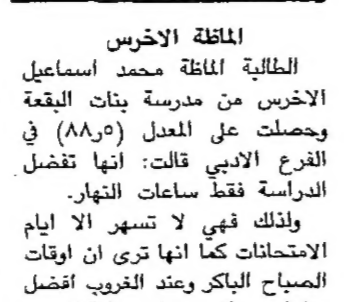 الماظة الاخرس
الطالبة الماظة محمد اسماعيل
الاخرس من مدرسة بنات البقعة
وحصلت على المعدل (٨٨ر٥) في
الفرع الادبي قالت: انها تفضل
الدراسة فقط ساعات النهار.
ولذلك فهي لا تسهر الا ايام
الامتحانات كما انها ترى ان اوقات
الصباح الباكر وعند الغروب افضل